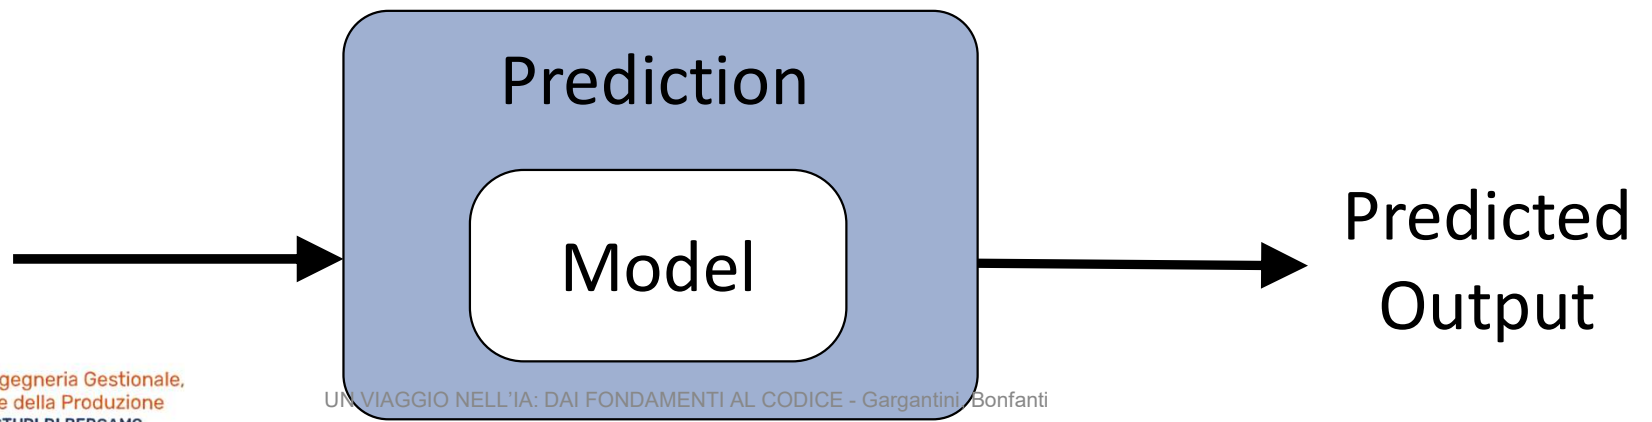 Prediction
Model
Predicted
Output
gegneria Gestionale,
e della Produzione
UN VIAGGIO NELL'IA: DAI FONDAMENTI AL CODICE - Gargantini, Bonfanti